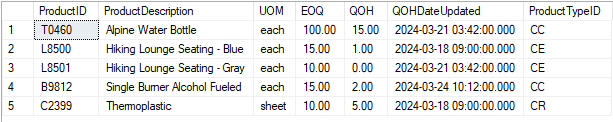 ProductID ProductDescription UOM EOQ QOH QOHDateUpdated ProductTypeID
1 T0460 Alpine Water Bottle each 100.00 15.00 2024-03-21 03:42:00.000 CC
2 L8500 Hiking Lounge Seating - Blue each 15.00 1.00 2024-03-18 09:00:00.000 CE
3 L8501 Hiking Lounge Seating - Gray each 10.00 0.00 2024-03-21 03:42:00.000 CE
4 B9812 Single Burner Alcohol Fueled each 15.00 2.00 2024-03-24 10:12:00.000 CC
5 C2399 Thermoplastic sheet 10.00 5.00 2024-03-18 09:00:00.000 CR